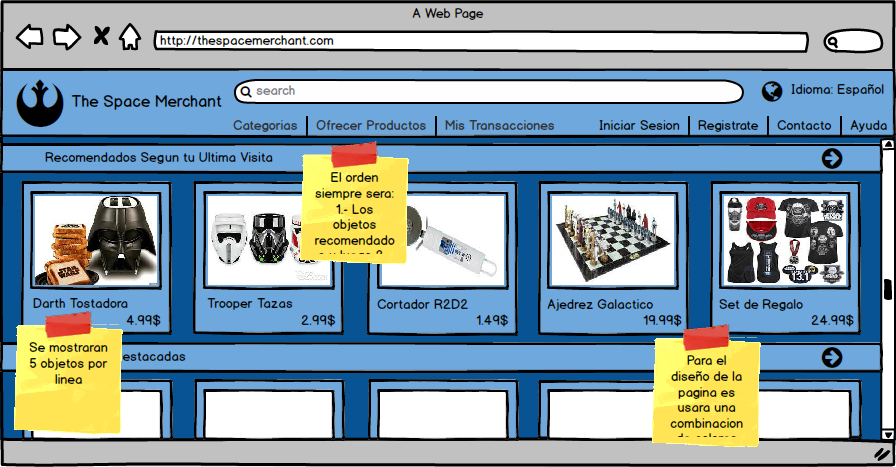 A Web Page
http://thespacemerchant.com
The Space Merchant
search
Idioma: Español
Categorias
Ofrecer Productos
Mis Transacciones
Iniciar Sesion
Registrate
Contacto
Ayuda
Recomendados Segun tu Ultima Visita
El orden
siempre sera:
1.- Los
objetos
recomendado
Darth Tostadora
4.99$
Trooper Tazas
2.99$
Cortador R2D2
1.49$
Ajedrez Galactico
19.99$
Set de Regalo
24.99$
Se mostraran
5 objetos por
linea
estacadas
Para el
diseño de la
pagina es
usara una
combinacion